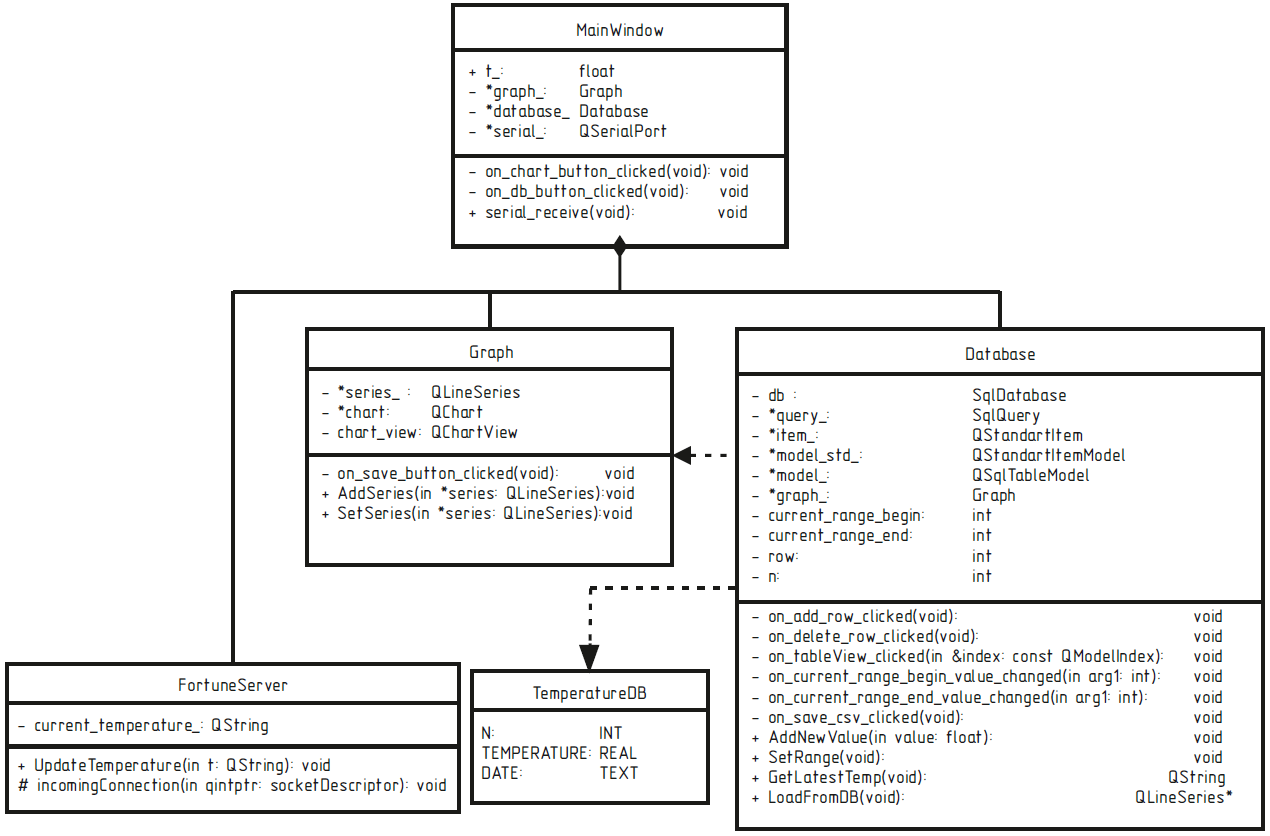 MainWindow
+ t_: float
- *graph_: Graph
- *database_ Database
- *serial_: QSerialPort
- on_chart_button_clicked(void): void
- on_db_button_clicked(void): void
+ serial_receive(void): void
Graph
- *series_ : QLineSeries
- *chart: QChart
- chart_view: QChartView
- on_save_button_clicked(void): void
+ AddSeries(in *series: QLineSeries):void
+ SetSeries(in *series: QLineSeries):void
Database
- db : SqlDatabase
- *query_: SqlQuery
- *item_: QStandartItem
- *model_std_: QStandartItemModel
- *model_: QSqlTableModel
- *graph_: Graph
- current_range_begin: int
- current_range_end: int
- row: int
- n: int
- on_add_row_clicked(void): void
- on_delete_row_clicked(void): void
- on_tableView_clicked(in &index: const QModelIndex): void
- on_current_range_begin_value_changed(in arg1: int): void
- on_current_range_end_value_changed(in arg1: int): void
- on_save_csv_clicked(void): void
+ AddNewValue(in value: float): void
+ SetRange(void): void
+ GetLatestTemp(void): QString
+ LoadFromDB(void): QLineSeries*
FortuneServer
- current_temperature_: QString
+ UpdateTemperature(in t: QString): void
# incomingConnection(in qintptr: socketDescriptor): void
TemperatureDB
N: INT
TEMPERATURE: REAL
DATE: TEXT